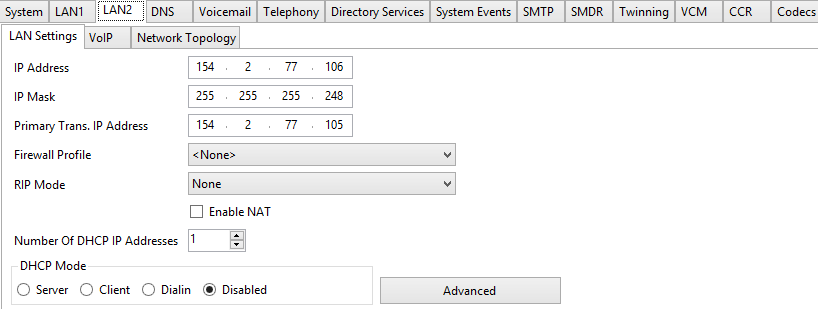 System LAN1 LAN2 DNS Voicemail Telephony Directory Services System Events SMTP SMDR Twinning VCM CCR Codecs
LAN Settings VoIP Network Topology
IP Address 154 . 2 . 77 . 106
IP Mask 255 . 255 . 255 . 248
Primary Trans. IP Address 154 . 2 . 77 . 105
Firewall Profile <None>
RIP Mode None
Enable NAT
Number Of DHCP IP Addresses 1
DHCP Mode
Server Client Dialin Disabled Advanced